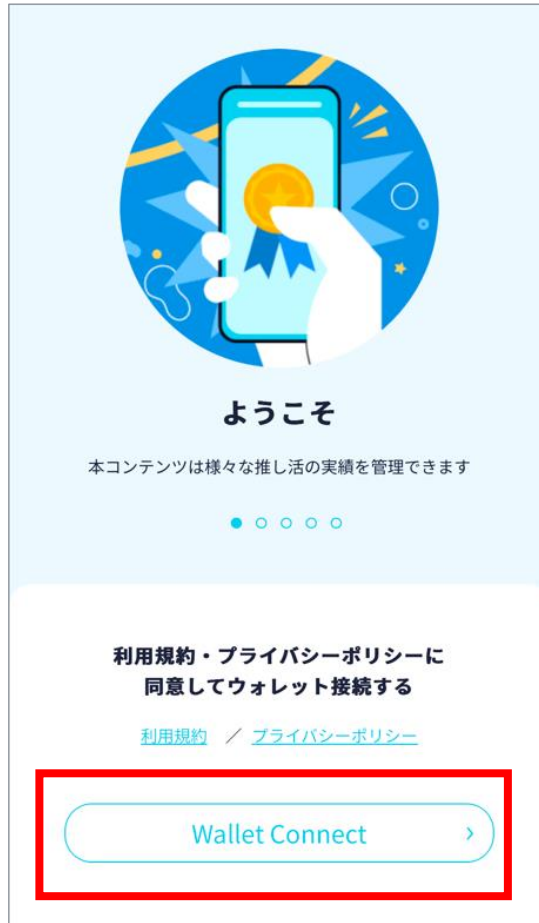 ようこそ
本コンテンツは様々な推し活の実績を管理できます
利用規約・プライバシーポリシーに
同意してウォレット接続する
利用規約 ／ プライバシーポリシー
Wallet Connect